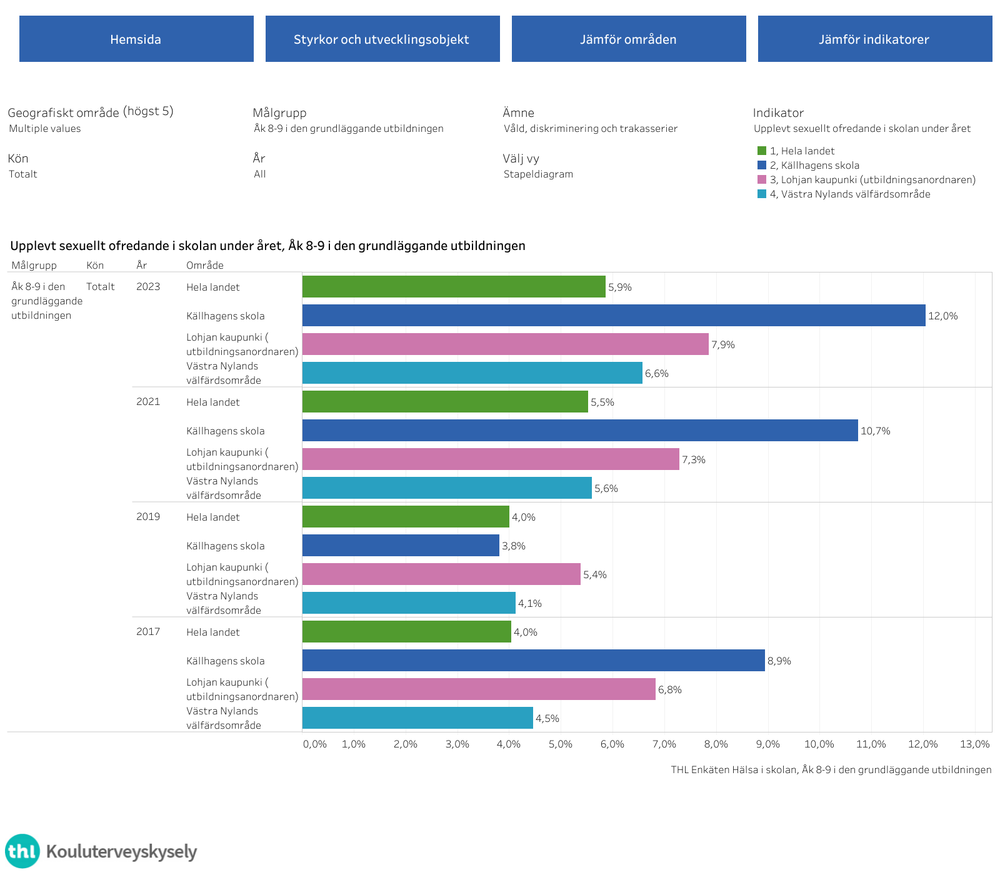 Hemsida
Styrkor och utvecklingsobjekt
Jämför områden
Jämför indikatorer
Geografiskt område (högst 5)
Multiple values
Målgrupp
Åk 8-9 i den grundläggande utbildningen
Ämne
Våld, diskriminering och trakasserier
Indikator
Upplevt sexuellt ofredande i skolan under året
Kön
Totalt
År
All
Välj vy
Stapeldiagram
1, Hela landet
2, Källhagens skola
3, Lohjan kaupunki (utbildningsanordnaren)
4, Västra Nylands välfärdsområde
Upplevt sexuellt ofredande i skolan under året, Åk 8-9 i den grundläggande utbildningen
Målgrupp Kön År Område
Åk 8-9 i den
grundläggande
utbildningen
Totalt
2023
Hela landet
5,9%
Källhagens skola
12,0%
Lohjan kaupunki (
utbildningsanordnaren)
7,9%
Västra Nylands
välfärdsområde
6,6%
2021
Hela landet
5,5%
Källhagens skola
10,7%
Lohjan kaupunki (
utbildningsanordnaren)
7,3%
Västra Nylands
välfärdsområde
5,6%
2019
Hela landet
4,0%
Källhagens skola
3,8%
Lohjan kaupunki (
utbildningsanordnaren)
5,4%
Västra Nylands
välfärdsområde
4,1%
2017
Hela landet
4,0%
Källhagens skola
8,9%
Lohjan kaupunki (
utbildningsanordnaren)
6,8%
Västra Nylands
välfärdsområde
4,5%
0,0% 1,0% 2,0% 3,0% 4,0% 5,0% 6,0% 7,0% 8,0% 9,0% 10,0% 11,0% 12,0% 13,0%
THL Enkäten Hälsa i skolan, Åk 8-9 i den grundläggande utbildningen
thl Kouluterveyskysely